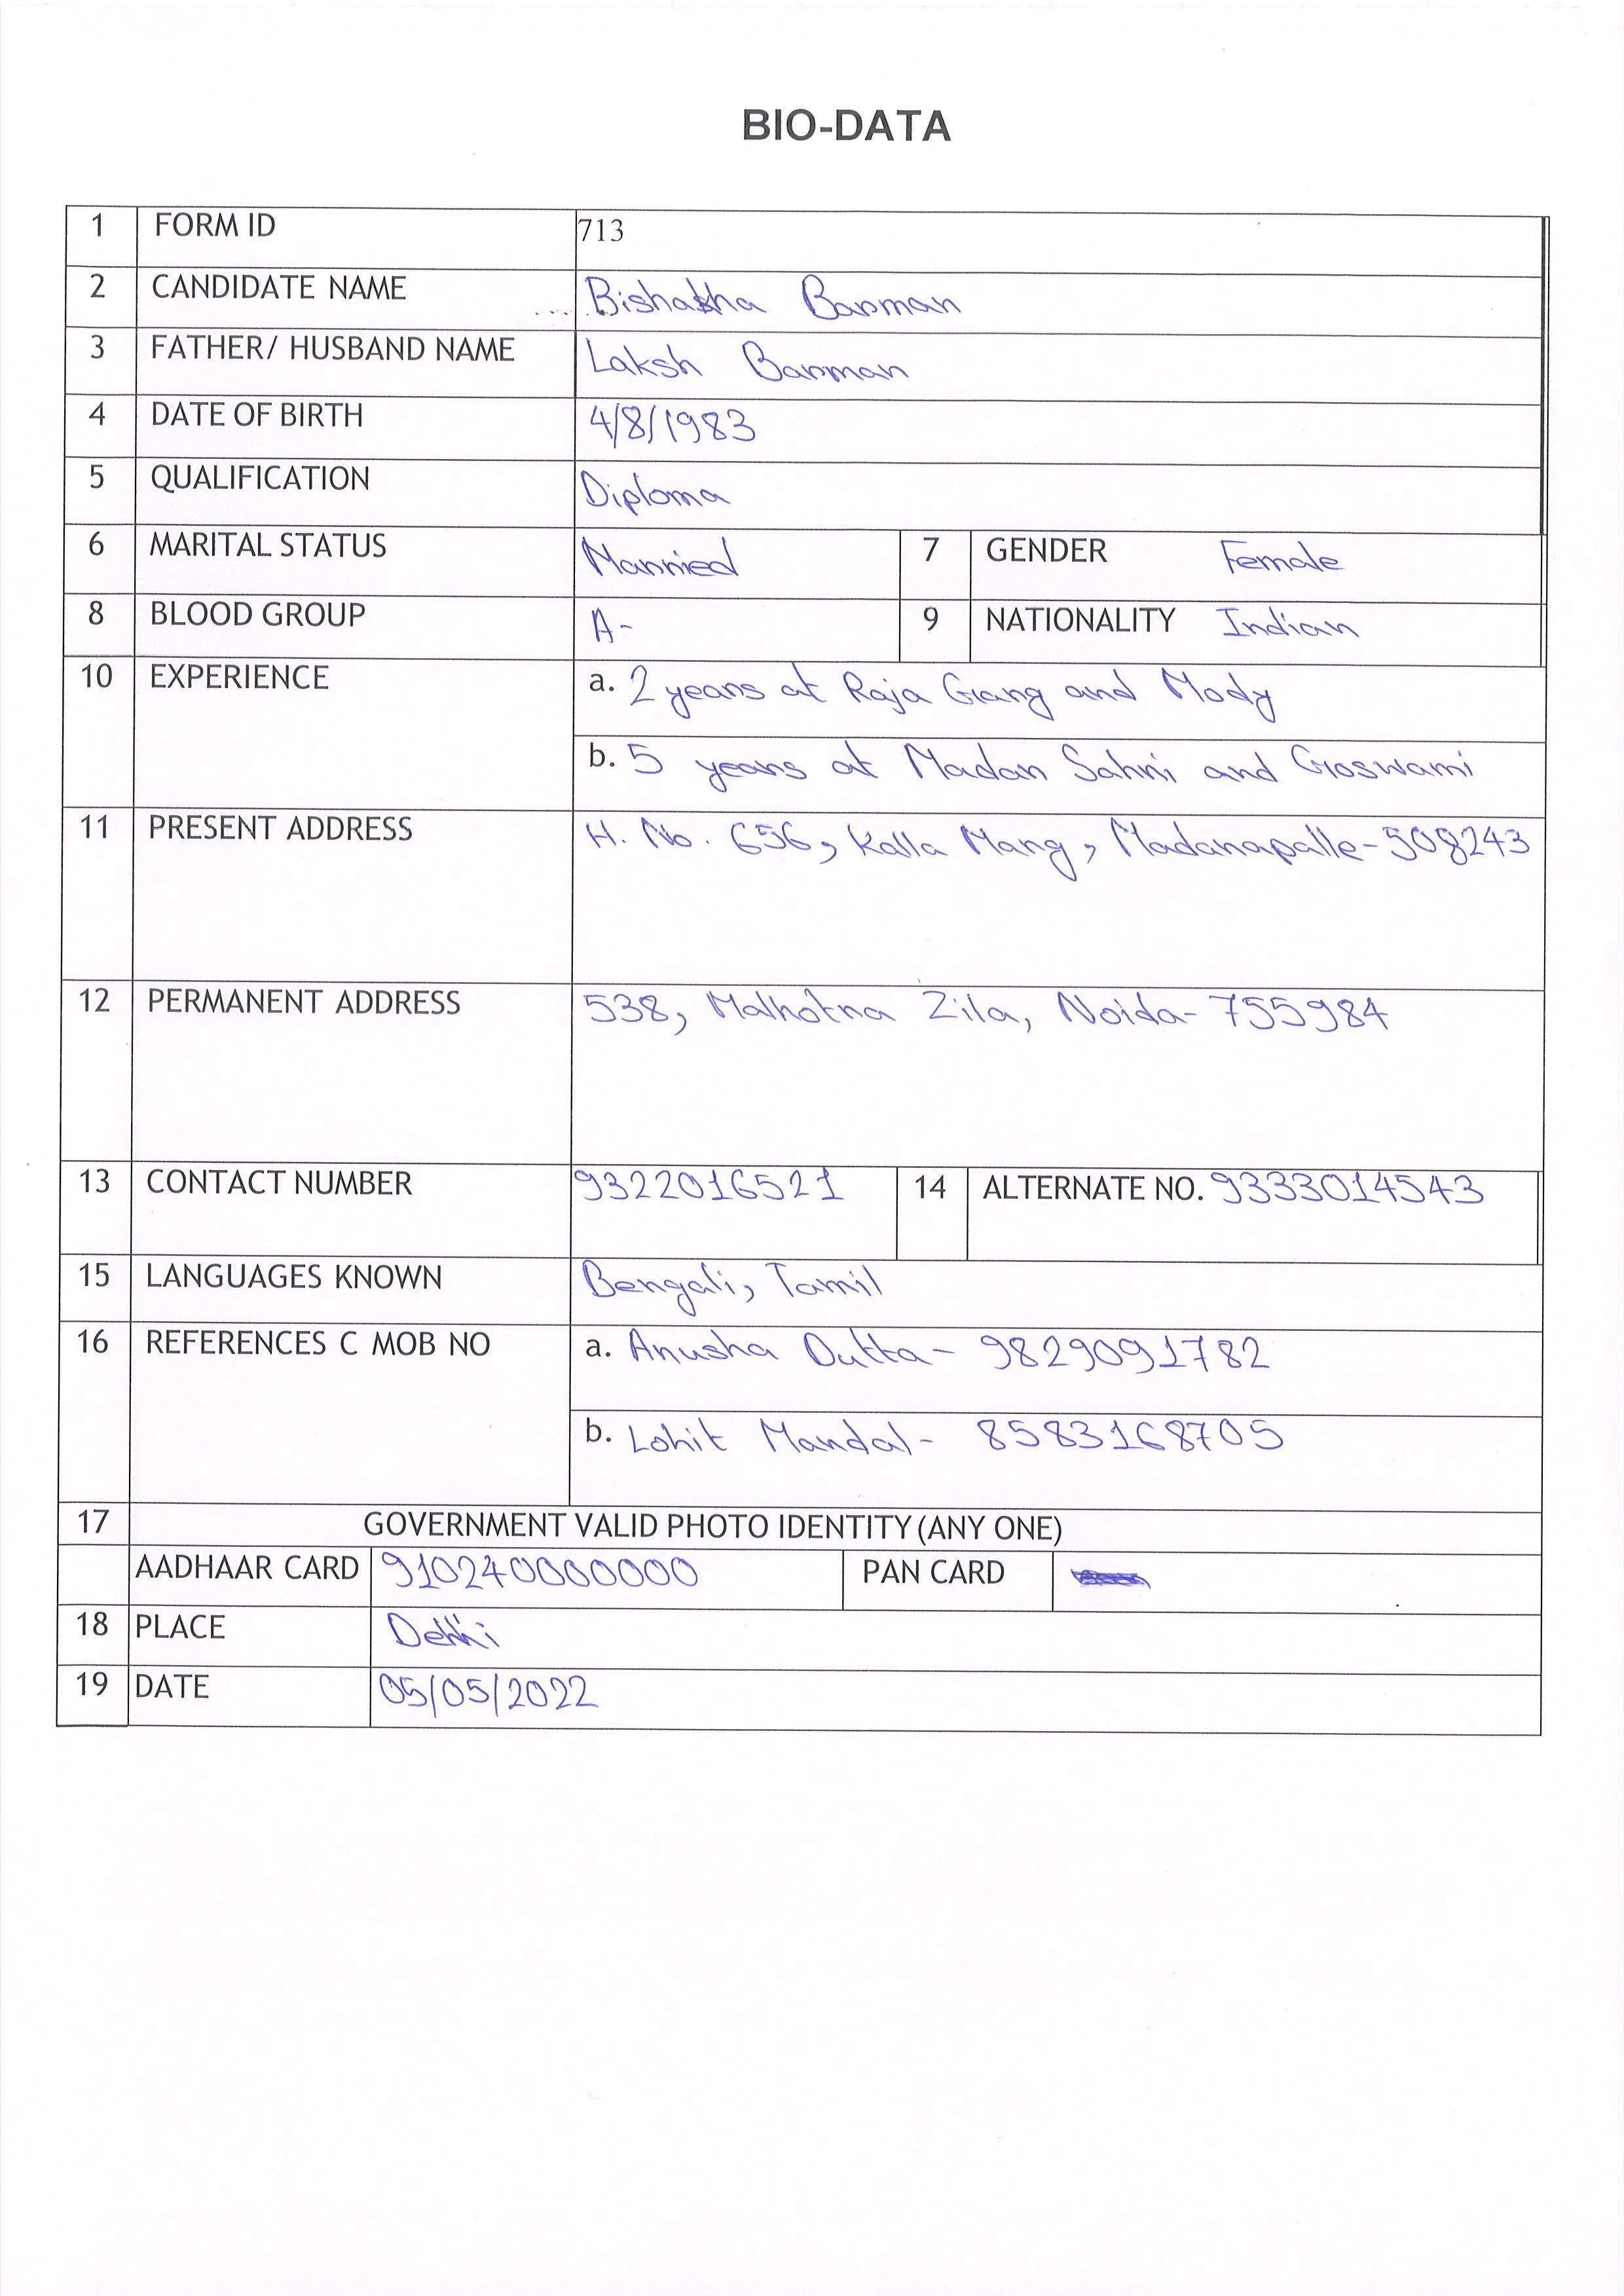 BIO-DATA
1 FORM ID 713
2 CANDIDATE NAME Bishakha Barman
3 FATHER/ HUSBAND NAME Laksh Barman
4 DATE OF BIRTH 4/8/1983
5 QUALIFICATION Diploma
6 MARITAL STATUS Married 7 GENDER Female
8 BLOOD GROUP A- 9 NATIONALITY Indian
10 EXPERIENCE a. 2 years at Raja Garg and Mody
b. 5 years at Madan Sahni and Goswami
11 PRESENT ADDRESS H. No. 656, Kalla Marg, Madanapalle-508243
12 PERMANENT ADDRESS 538, Malhotra Zila, Noida-755984
13 CONTACT NUMBER 9322016521 14 ALTERNATE NO. 9333014543
15 LANGUAGES KNOWN Bengali, Tamil
16 REFERENCES C MOB NO a. Anusha Dutta- 9829091782
b. Lohit Mandal- 8583168705
17 GOVERNMENT VALID PHOTO IDENTITY (ANY ONE)
AADHAAR CARD 910240000000 PAN CARD
18 PLACE Delhi
19 DATE 05/05/2022